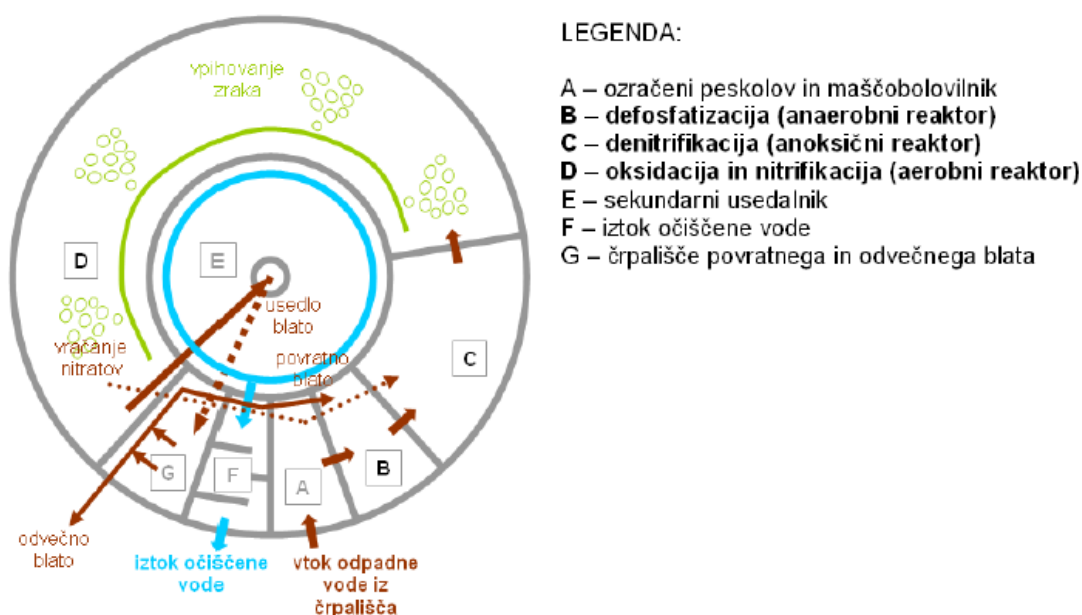 vpihovanje
zraka
D
E
usedlo
blato
vračanje
nitratov
povratno
blato
C
G
F
A
B
odvečno
blato
iztok očiščene
vode
vtok odpadne
vode iz
črpališča
LEGENDA:
A – ozračeni peskolov in maščobolovilnik
B – defosfatizacija (anaerobni reaktor)
C – denitrifikacija (anoksični reaktor)
D – oksidacija in nitrifikacija (aerobni reaktor)
E – sekundarni usedalnik
F – iztok očiščene vode
G – črpališče povratnega in odvečnega blata